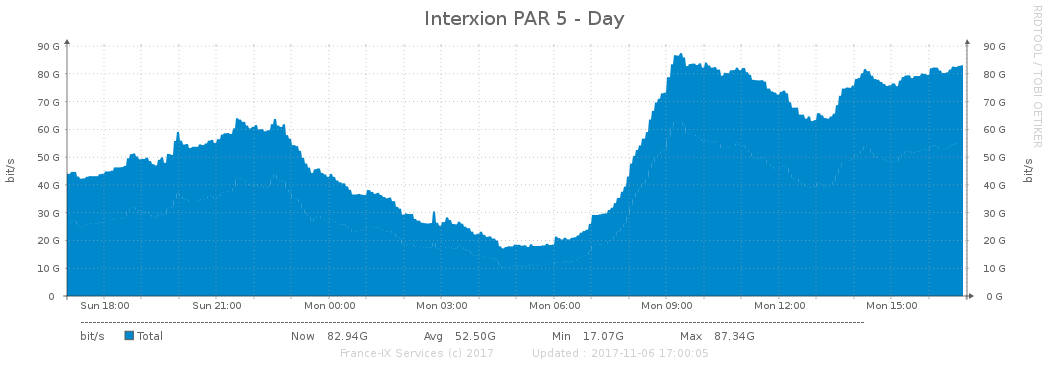 Interxion PAR 5 - Day
RRDTOOL / TOBI OETIKER
90 G 90 G
80 G 80 G
70 G 70 G
60 G 60 G
50 G 50 G
40 G 40 G
30 G 30 G
20 G 20 G
10 G 10 G
0 0 G
bit/s
bit/s
Sun 18:00 Sun 21:00 Mon 00:00 Mon 03:00 Mon 06:00 Mon 09:00 Mon 12:00 Mon 15:00
bit/s Total Now 82.94G Avg 52.50G Min 17.07G Max 87.34G
France-IX Services (c) 2017 Updated : 2017-11-06 17:00:05